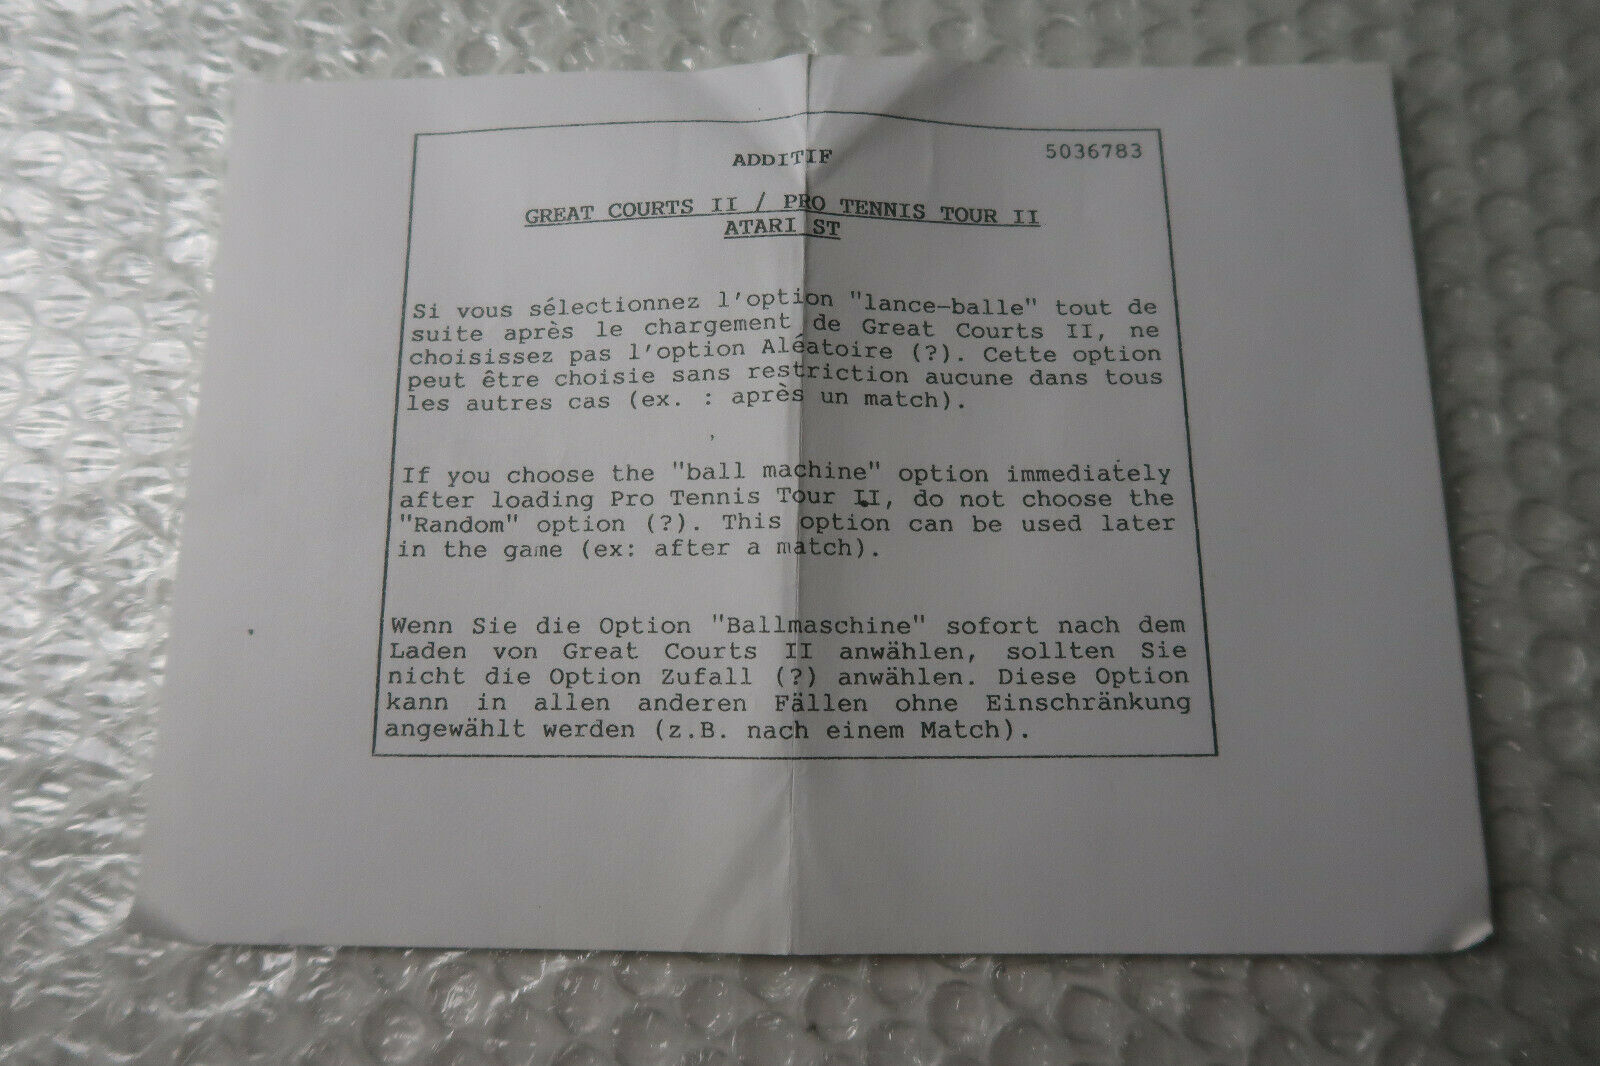 5036783
ADDITIF
GREAT COURTS II / PRO TENNIS TOUR II
ATARI ST
Si vous sélectionnez l'option "lance-balle" tout de
suite après le chargement de Great Courts II, ne
choisissez pas l'option Aléatoire (?). Cette option
peut être choisie sans restriction aucune dans tous
les autres cas (ex. : après un match).
If you choose the "ball machine" option immediately
after loading Pro Tennis Tour II, do not choose the
"Random" option (?). This option can be used later
in the game (ex: after a match).
Wenn Sie die Option "Ballmaschine" sofort nach dem
Laden von Great Courts II anwählen, sollten Sie
nicht die Option Zufall (?) anwählen. Diese Option
kann in allen anderen Fällen ohne Einschränkung
angewählt werden (z.B. nach einem Match).